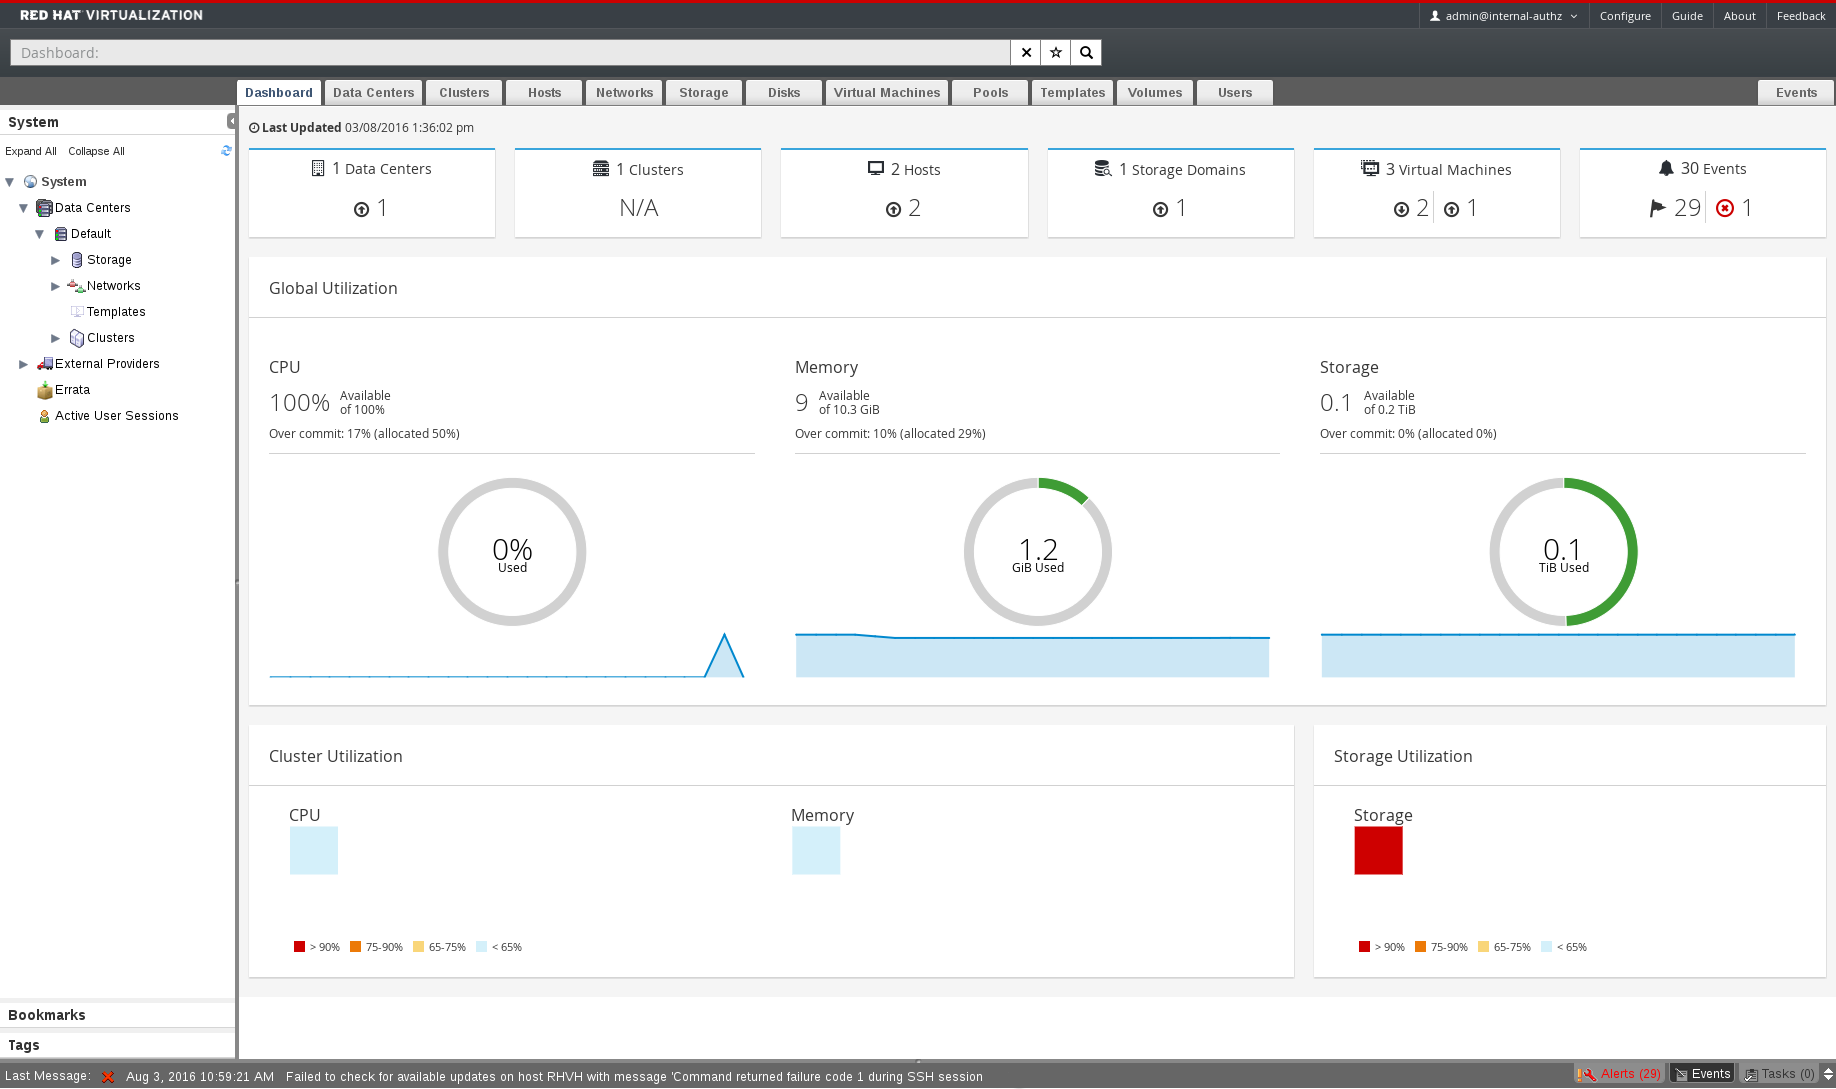 RED HAT VIRTUALIZATION
admin@internal-authz
Configure
Guide
About
Feedback
Dashboard:
Dashboard
Data Centers
Clusters
Hosts
Networks
Storage
Disks
Virtual Machines
Pools
Templates
Volumes
Users
Events
System
Expand All
Collapse All
System
Data Centers
Default
Storage
Networks
Templates
Clusters
External Providers
Errata
Active User Sessions
Bookmarks
Tags
Last Updated 03/08/2016 1:36:02 pm
1 Data Centers
1
1 Clusters
N/A
2 Hosts
2
1 Storage Domains
1
3 Virtual Machines
2 1
30 Events
29 1
Global Utilization
CPU
100% Available
of 100%
Over commit: 17% (allocated 50%)
0%
Used
Memory
9 Available
of 10.3 GiB
Over commit: 10% (allocated 29%)
1.2
GiB Used
Storage
0.1 Available
of 0.2 TiB
Over commit: 0% (allocated 0%)
0.1
TiB Used
Cluster Utilization
CPU
Memory
> 90% 75-90% 65-75% < 65%
Storage Utilization
Storage
> 90% 75-90% 65-75% < 65%
Last Message: Aug 3, 2016 10:59:21 AM Failed to check for available updates on host RHVH with message 'Command returned failure code 1 during SSH session
Alerts (29)
Events
Tasks (0)